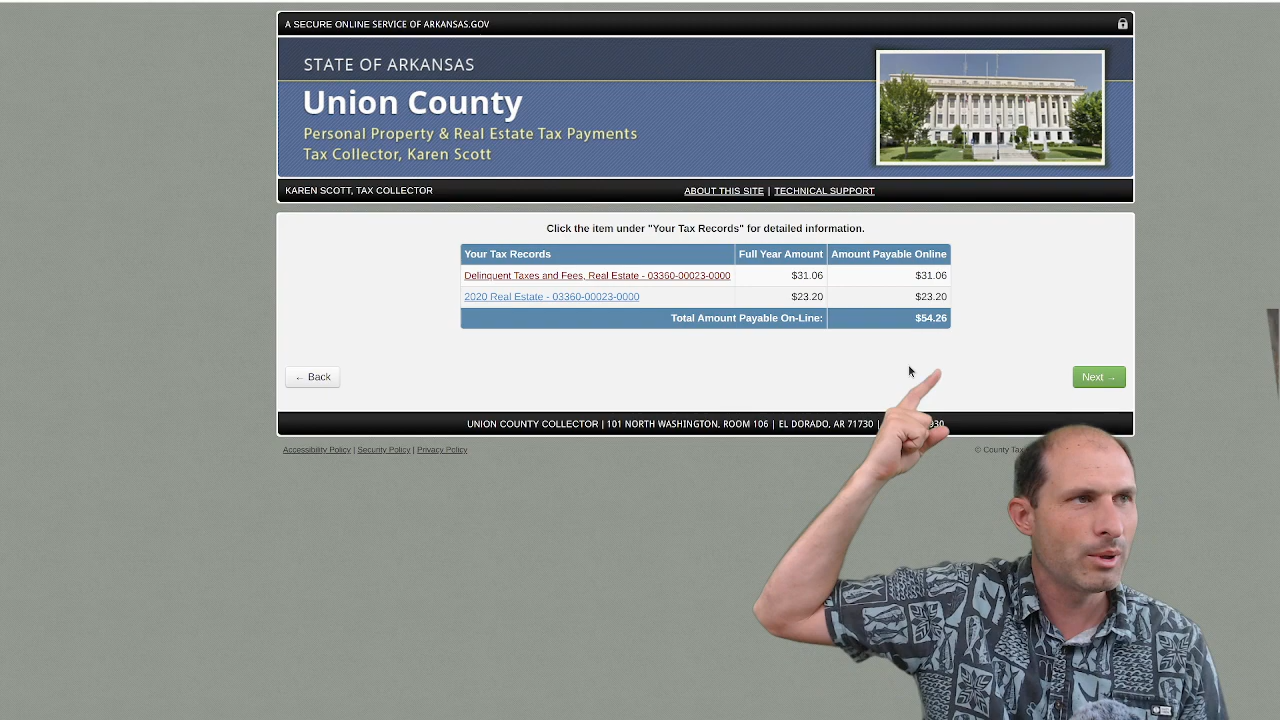 A SECURE ONLINE SERVICE OF ARKANSAS.GOV
STATE OF ARKANSAS
Union County
Personal Property & Real Estate Tax Payments
Tax Collector, Karen Scott
KAREN SCOTT, TAX COLLECTOR
ABOUT THIS SITE | TECHNICAL SUPPORT
Click the item under "Your Tax Records" for detailed information.
Your Tax Records Full Year Amount Amount Payable Online
Delinquent Taxes and Fees, Real Estate - 03360-00023-0000 $31.06 $31.06
2020 Real Estate - 03360-00023-0000 $23.20 $23.20
Total Amount Payable On-Line: $54.26
← Back
Next →
UNION COUNTY COLLECTOR | 101 NORTH WASHINGTON, ROOM 106 | EL DORADO, AR 71730 |
Accessibility Policy | Security Policy | Privacy Policy
© County Tax